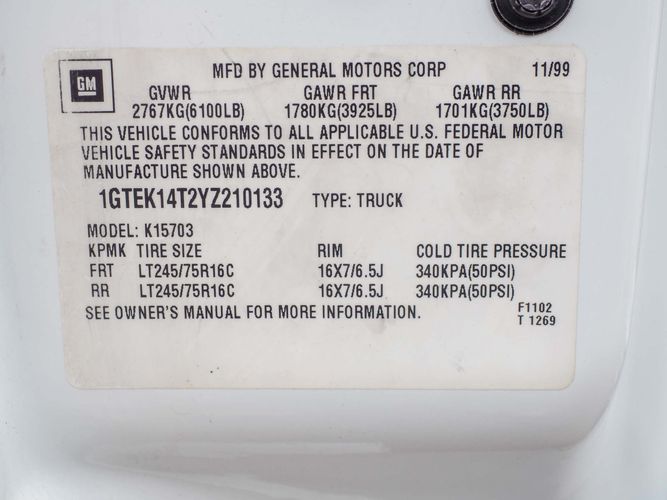 GM
MFD BY GENERAL MOTORS CORP 11/99
GVWR GAWR FRT GAWR RR
2767KG(6100LB) 1780KG(3925LB) 1701KG(3750LB)
THIS VEHICLE CONFORMS TO ALL APPLICABLE U.S. FEDERAL MOTOR
VEHICLE SAFETY STANDARDS IN EFFECT ON THE DATE OF
MANUFACTURE SHOWN ABOVE.
1GTEK14T2YZ210133 TYPE: TRUCK
MODEL: K15703
KPMK TIRE SIZE RIM COLD TIRE PRESSURE
FRT LT245/75R16C 16X7/6.5J 340KPA(50PSI)
RR LT245/75R16C 16X7/6.5J 340KPA(50PSI)
SEE OWNER'S MANUAL FOR MORE INFORMATION. F1102
T 1269